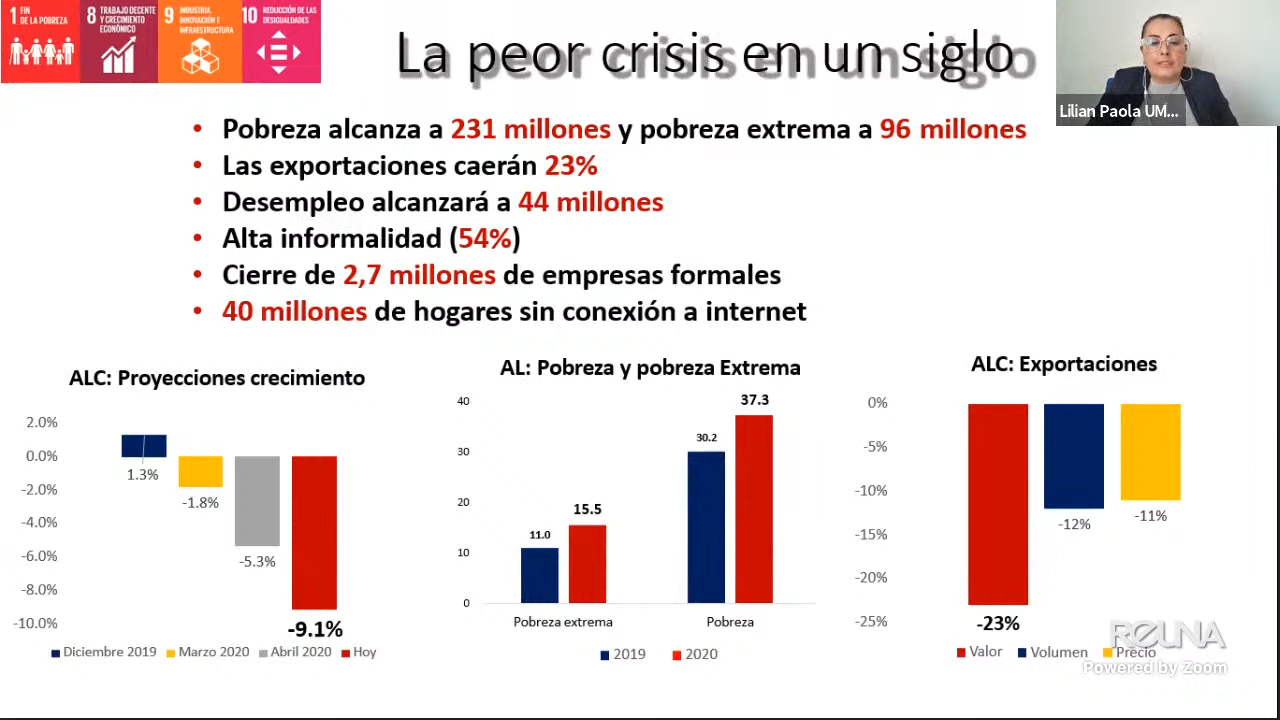 1 FIN DE LA POBREZA
8 TRABAJO DECENTE Y CRECIMIENTO ECONÓMICO
9 INDUSTRIA, INNOVACIÓN E INFRAESTRUCTURA
10 REDUCCIÓN DE LAS DESIGUALDADES
La peor crisis en un siglo
Lilian Paola UM...
• Pobreza alcanza a 231 millones y pobreza extrema a 96 millones
• Las exportaciones caerán 23%
• Desempleo alcanzará a 44 millones
• Alta informalidad (54%)
• Cierre de 2,7 millones de empresas formales
• 40 millones de hogares sin conexión a internet
ALC: Proyecciones crecimiento
2.0%
0.0%
-2.0%
-4.0%
-6.0%
-8.0%
-10.0%
1.3%
-1.8%
-5.3%
-9.1%
Diciembre 2019 Marzo 2020 Abril 2020 Hoy
AL: Pobreza y pobreza Extrema
40
30
20
10
0
11.0
15.5
30.2
37.3
Pobreza extrema Pobreza
2019 2020
ALC: Exportaciones
0%
-5%
-10%
-15%
-20%
-25%
-23%
-12%
-11%
Valor Volumen Precio
REUNA
Powered by Zoom